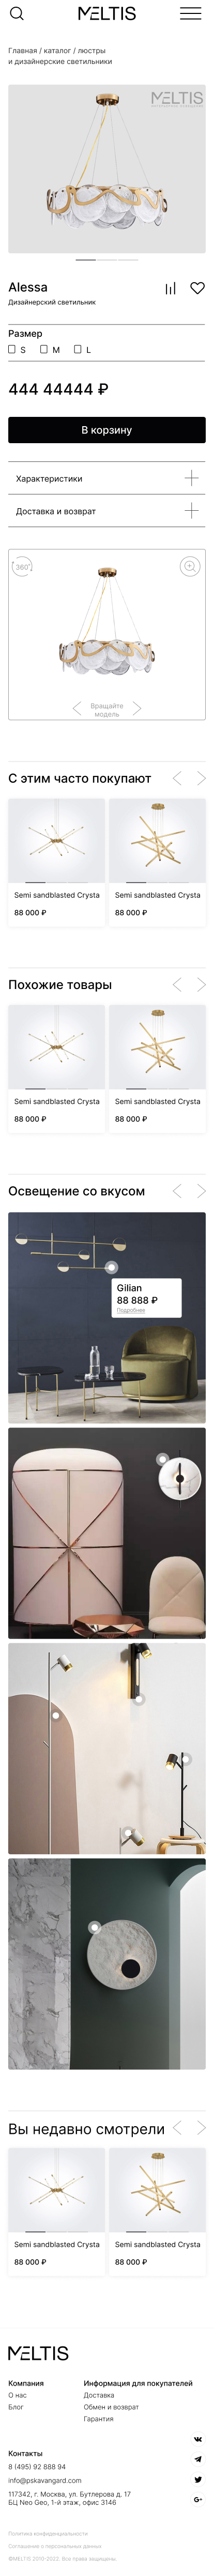 MELTIS
Главная / каталог / люстры
и дизайнерские светильники
MELTIS
Alessa
Дизайнерский светильник
Размер
S M L
444 44444 ₽
В корзину
Характеристики
Доставка и возврат
360°
Вращайте
модель
С этим часто покупают
Semi sandblasted Crysta Semi sandblasted Crysta
88 000 ₽ 88 000 ₽
Похожие товары
Semi sandblasted Crysta Semi sandblasted Crysta
88 000 ₽ 88 000 ₽
Освещение со вкусом
Gilian
88 888 ₽
Подробнее
Вы недавно смотрели
Semi sandblasted Crysta Semi sandblasted Crysta
88 000 ₽ 88 000 ₽
MELTIS
Компания Информация для покупателей
О нас Доставка
Блог Обмен и возврат
Гарантия
Контакты
8 (495) 92 888 94
info@pskavangard.com
117342, г. Москва, ул. Бутлерова д. 17
БЦ Neo Geo, 1-й этаж, офис 3146
G+
Политика конфиденциальности
Соглашение о персональных данных
©MELTIS 2010-2022. Все права защищены.